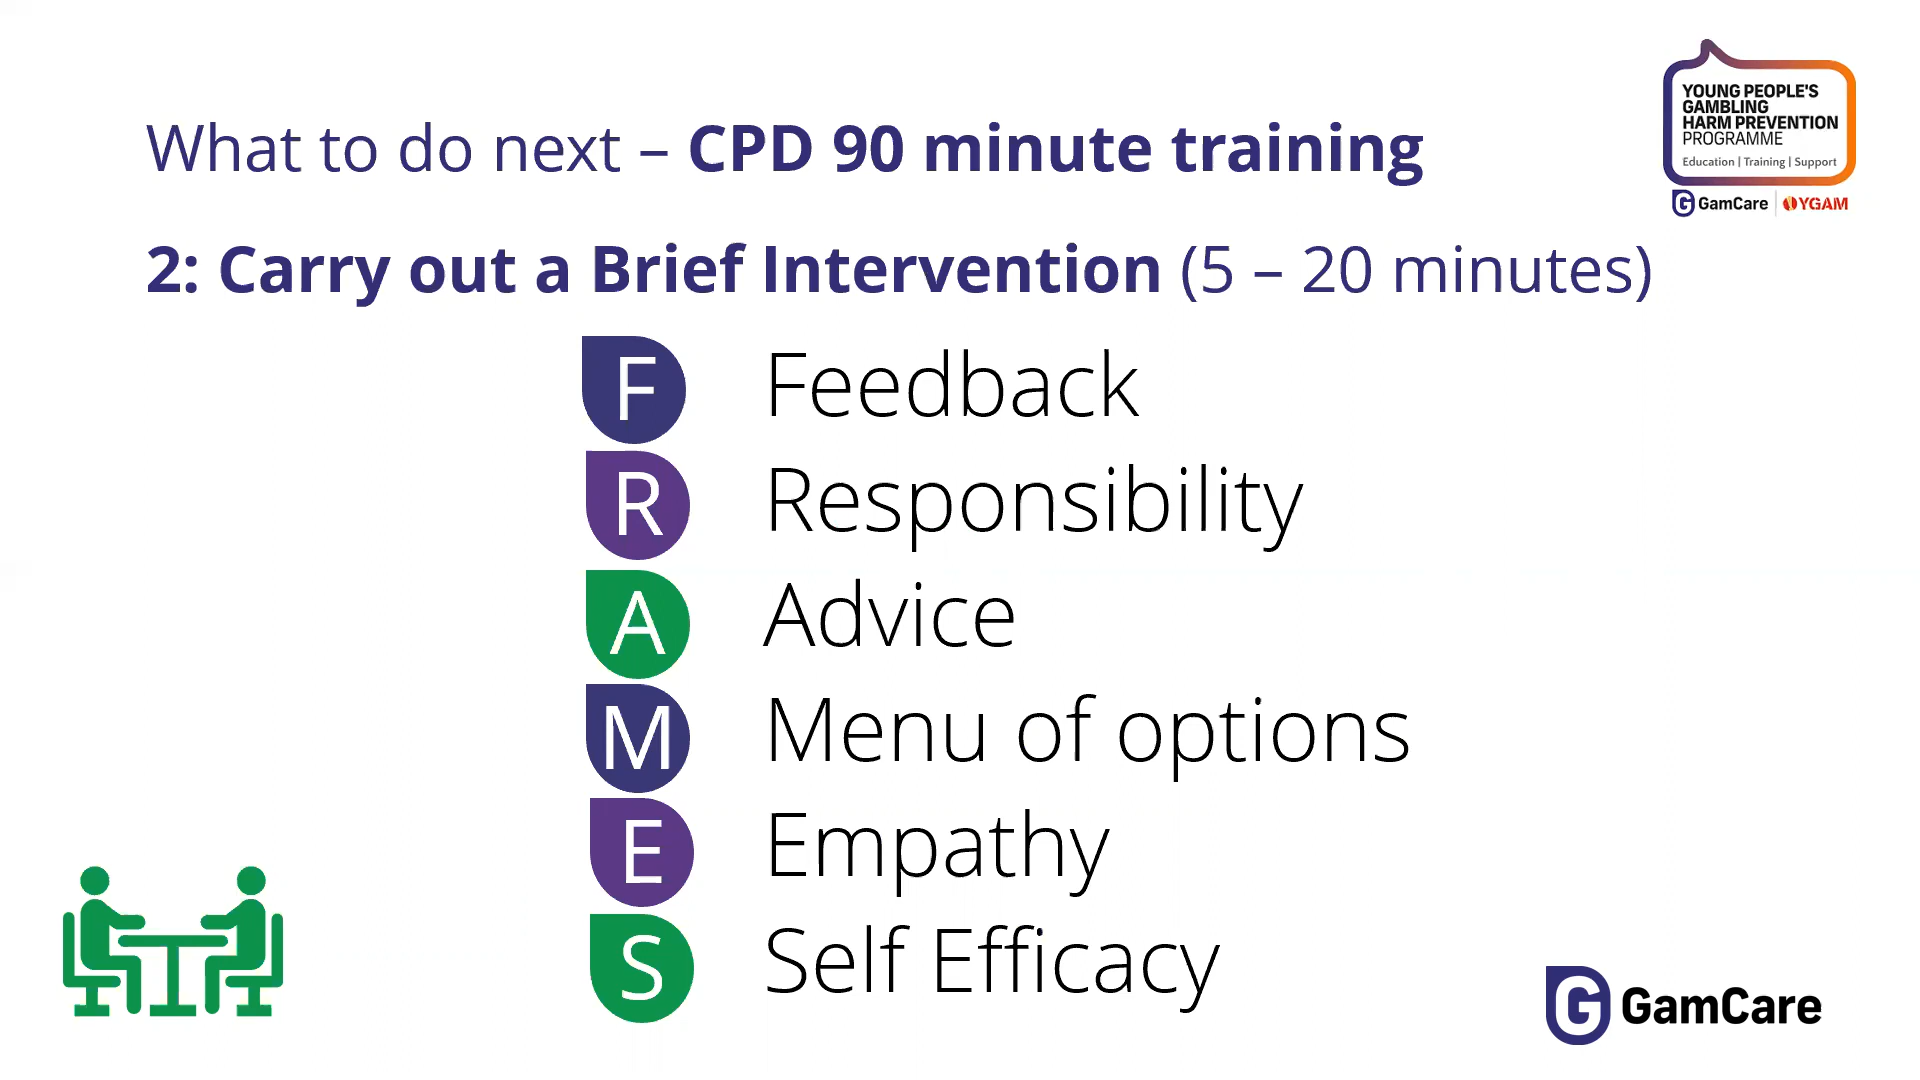 What to do next – CPD 90 minute training
YOUNG PEOPLE'S
GAMBLING
HARM PREVENTION
PROGRAMME
Education | Training | Support
G GamCare | YGAM
2: Carry out a Brief Intervention (5 – 20 minutes)
F Feedback
R Responsibility
A Advice
M Menu of options
E Empathy
S Self Efficacy
G GamCare